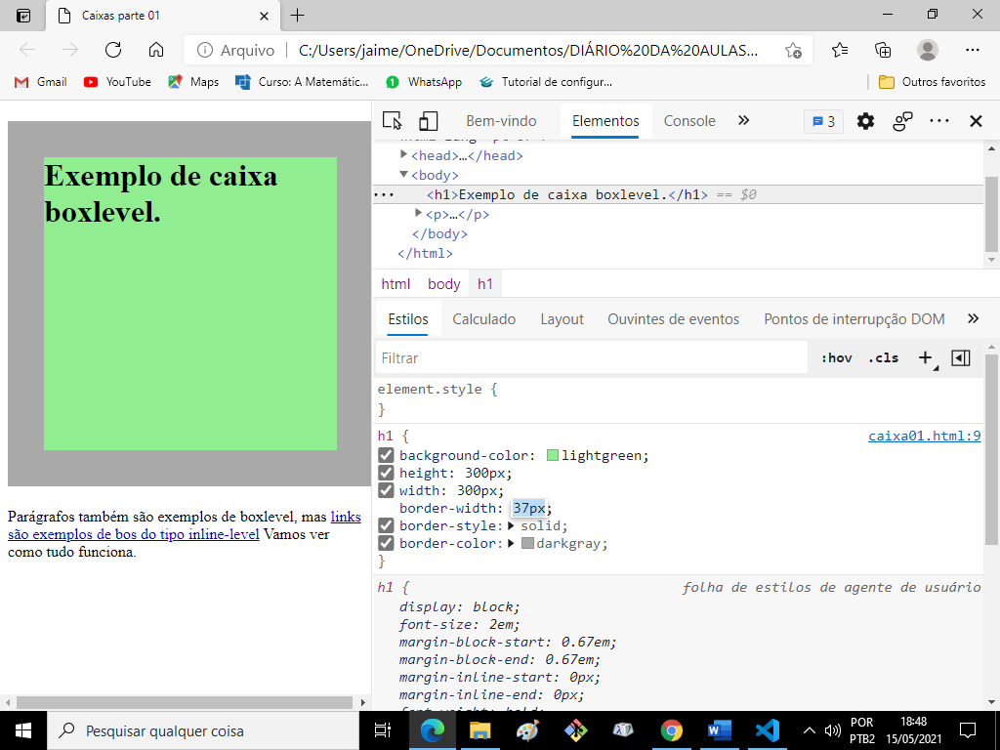 Caixas parte 01
Arquivo
C:/Users/jaime/OneDrive/Documentos/DIÁRIO%20DA%20AULAS...
Gmail
YouTube
Maps
Curso: A Matemátic...
WhatsApp
Tutorial de configur...
Outros favoritos
Exemplo de caixa
boxlevel.
Parágrafos também são exemplos de boxlevel, mas links
são exemplos de bos do tipo inline-level Vamos ver
como tudo funciona.
Bem-vindo
Elementos
Console
3
<head>…</head>
<body>
<h1>Exemplo de caixa boxlevel.</h1> == $0
<p>…</p>
</body>
</html>
html body h1
Estilos
Calculado
Layout
Ouvintes de eventos
Pontos de interrupção DOM
Filtrar
:hov .cls
element.style {
}
h1 { caixa01.html:9
background-color: lightgreen;
height: 300px;
width: 300px;
border-width: 37px;
border-style: solid;
border-color: darkgray;
}
h1 { folha de estilos de agente de usuário
display: block;
font-size: 2em;
margin-block-start: 0.67em;
margin-block-end: 0.67em;
margin-inline-start: 0px;
margin-inline-end: 0px;
Pesquisar qualquer coisa
POR
PTB2
18:48
15/05/2021